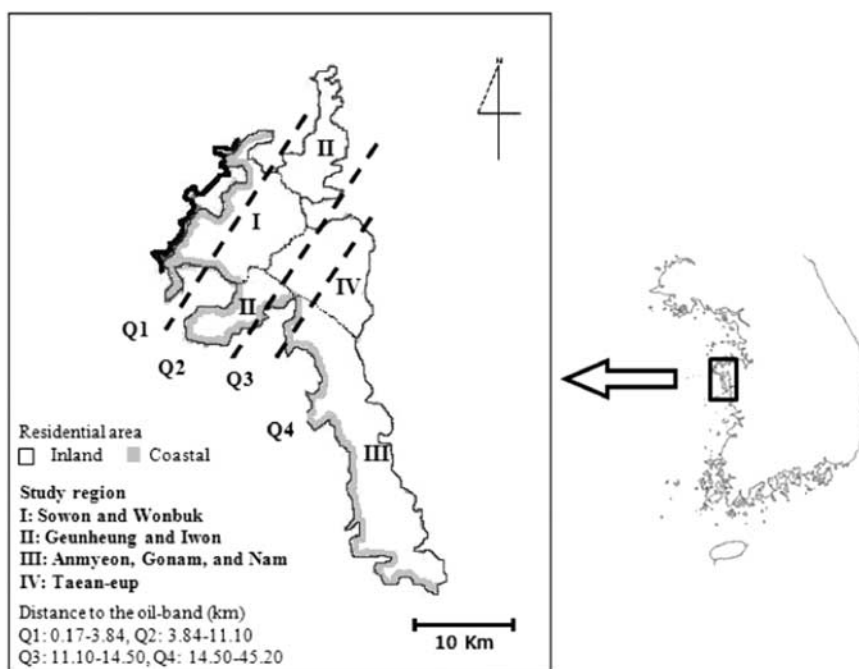 N
II
I
IV
II
Q1
Q2
Q3
Q4
III
Residential area
Inland Coastal
Study region
I: Sowon and Wonbuk
II: Geunheung and Iwon
III: Anmyeon, Gonam, and Nam
IV: Taean-eup
Distance to the oil-band (km)
Q1: 0.17-3.84, Q2: 3.84-11.10
Q3: 11.10-14.50, Q4: 14.50-45.20
10 Km